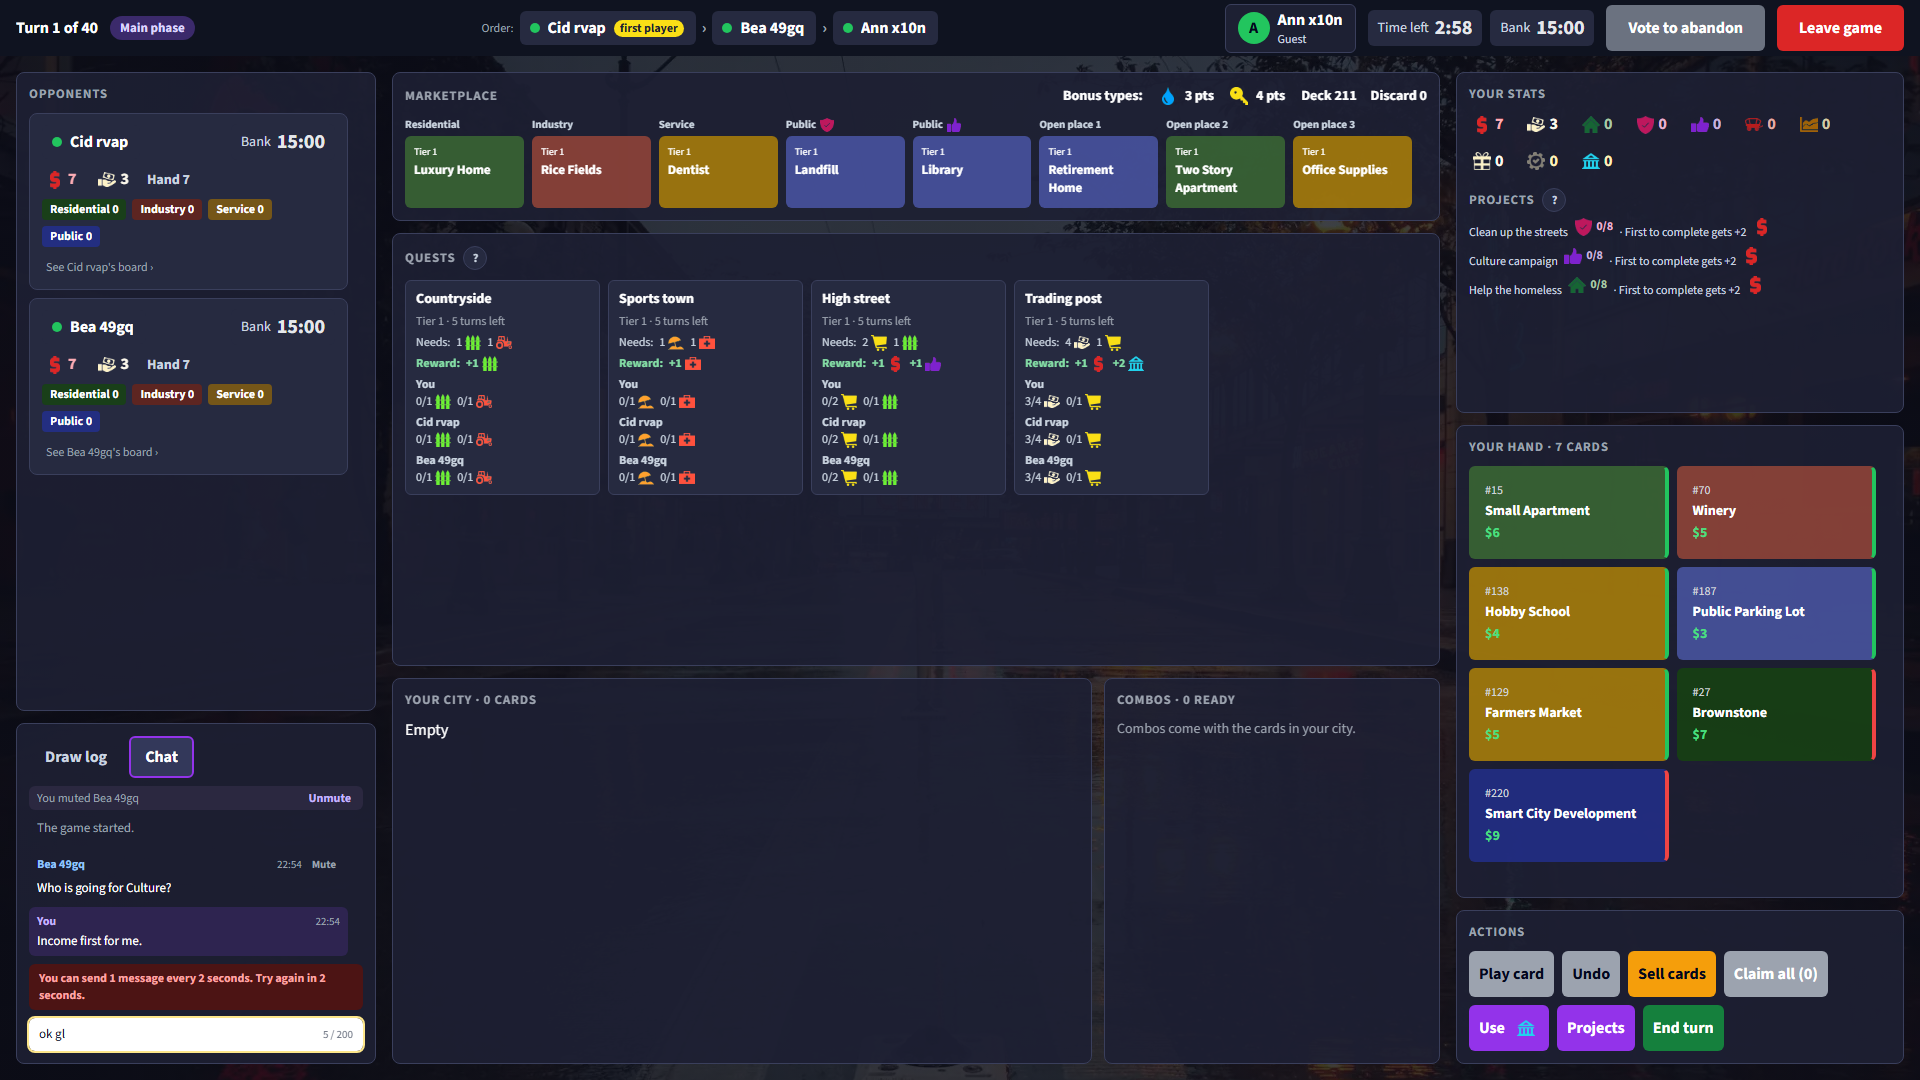 Turn 1 of 40 Main phase
Order: Cid rvap first player › Bea 49gq › Ann x10n
A Ann x10n
Guest
Time left 2:58
Bank 15:00
Vote to abandon
Leave game
OPPONENTS
Cid rvap Bank 15:00
7 3 Hand 7
Residential 0 Industry 0 Service 0
Public 0
See Cid rvap's board ›
Bea 49gq Bank 15:00
7 3 Hand 7
Residential 0 Industry 0 Service 0
Public 0
See Bea 49gq's board ›
Draw log Chat
You muted Bea 49gq Unmute
The game started.
Bea 49gq 22:54 Mute
Who is going for Culture?
You 22:54
Income first for me.
You can send 1 message every 2 seconds. Try again in 2
seconds.
ok gl 5 / 200
MARKETPLACE Bonus types: 3 pts 4 pts Deck 211 Discard 0
Residential Industry Service Public Public Open place 1 Open place 2 Open place 3
Tier 1
Luxury Home
Tier 1
Rice Fields
Tier 1
Dentist
Tier 1
Landfill
Tier 1
Library
Tier 1
Retirement
Home
Tier 1
Two Story
Apartment
Tier 1
Office Supplies
QUESTS ?
Countryside
Tier 1 · 5 turns left
Needs: 1 1
Reward: +1
You
0/1 0/1
Cid rvap
0/1 0/1
Bea 49gq
0/1 0/1
Sports town
Tier 1 · 5 turns left
Needs: 1 1
Reward: +1
You
0/1 0/1
Cid rvap
0/1 0/1
Bea 49gq
0/1 0/1
High street
Tier 1 · 5 turns left
Needs: 2 1
Reward: +1 +1
You
0/2 0/1
Cid rvap
0/2 0/1
Bea 49gq
0/2 0/1
Trading post
Tier 1 · 5 turns left
Needs: 4 1
Reward: +1 +2
You
3/4 0/1
Cid rvap
3/4 0/1
Bea 49gq
3/4 0/1
YOUR CITY · 0 CARDS
Empty
COMBOS · 0 READY
Combos come with the cards in your city.
YOUR STATS
7 3 0 0 0 0 0
0 0 0
PROJECTS ?
Clean up the streets 0/8 · First to complete gets +2
Culture campaign 0/8 · First to complete gets +2
Help the homeless 0/8 · First to complete gets +2
YOUR HAND · 7 CARDS
#15
Small Apartment
$6
#70
Winery
$5
#138
Hobby School
$4
#187
Public Parking Lot
$3
#129
Farmers Market
$5
#27
Brownstone
$7
#220
Smart City Development
$9
ACTIONS
Play card Undo Sell cards Claim all (0)
Use Projects End turn